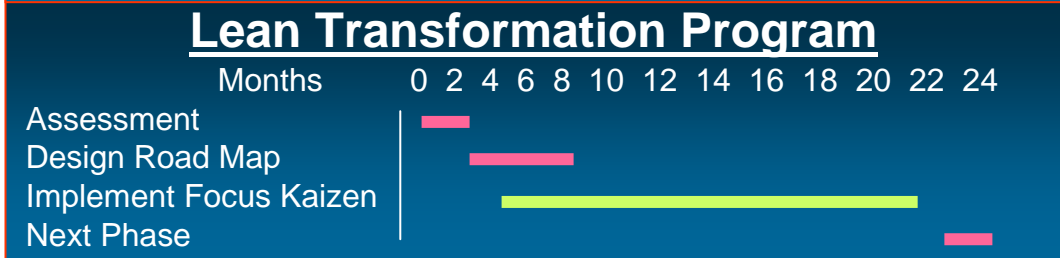 Lean Transformation Program
Months 0 2 4 6 8 10 12 14 16 18 20 22 24
Assessment
Design Road Map
Implement Focus Kaizen
Next Phase